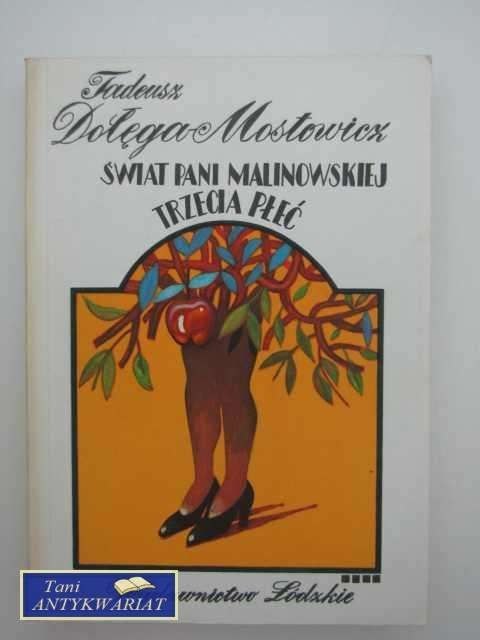 Tadeusz
Dołęga-Mostowicz
ŚWIAT PANI MALINOWSKIEJ
TRZECIA PŁEĆ
Łódzkie
Tani
ANTYKWARIAT